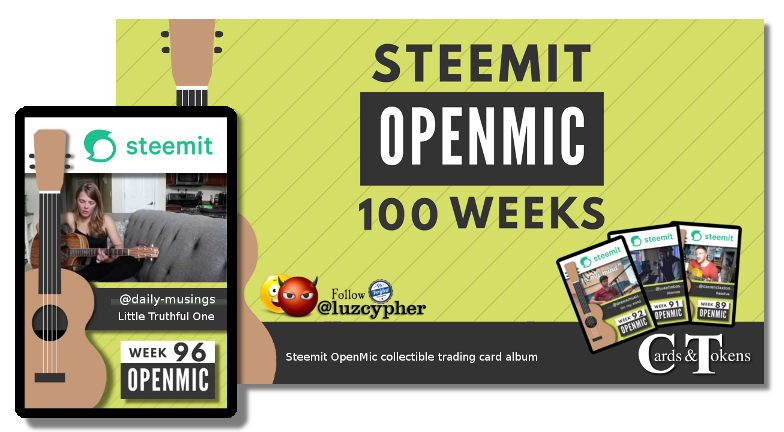 STEEMIT
OPENMIC
100 WEEKS
steemit
@daily-musings
Little Truthful One
WEEK 96
OPENMIC
Follow
@luzcypher
Steemit OpenMic collectible trading card album
steemit
WEEK 92
OPENMIC
steemit
WEEK 91
OPENMIC
steemit
WEEK 89
OPENMIC
Cards & Tokens